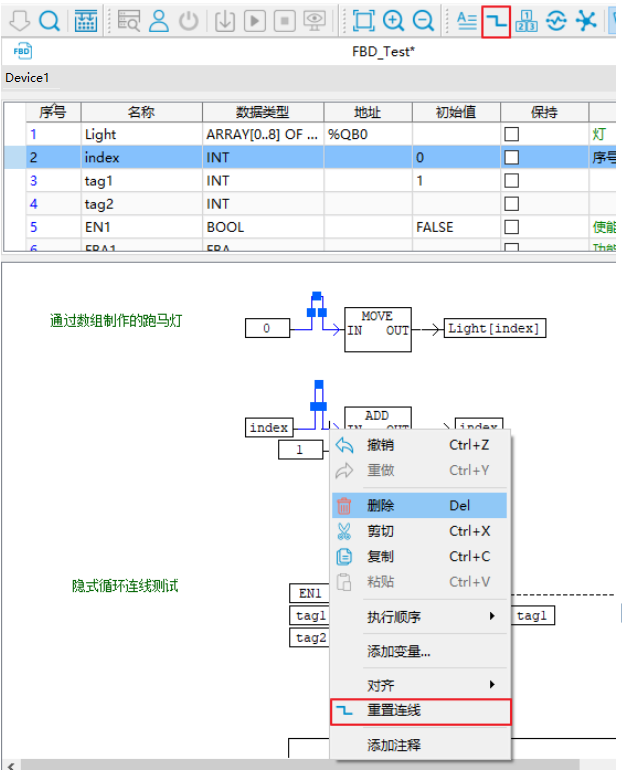 FBD
FBD_Test*
Device1
序号 名称 数据类型 地址 初始值 保持
1 Light ARRAY[0..8] OF ... %QB0 灯
2 index INT 0 序号
3 tag1 INT 1
4 tag2 INT
5 EN1 BOOL FALSE 使能
6 FBA1 FBA 功能
通过数组制作的跑马灯
0
MOVE
IN OUT
Light[index]
ADD
index IN OUT index
1
撤销 Ctrl+Z
重做 Ctrl+Y
删除 Del
剪切 Ctrl+X
复制 Ctrl+C
粘贴 Ctrl+V
执行顺序
添加变量...
对齐
重置连线
添加注释
隐式循环连线测试
EN1
tag1 tag1
tag2